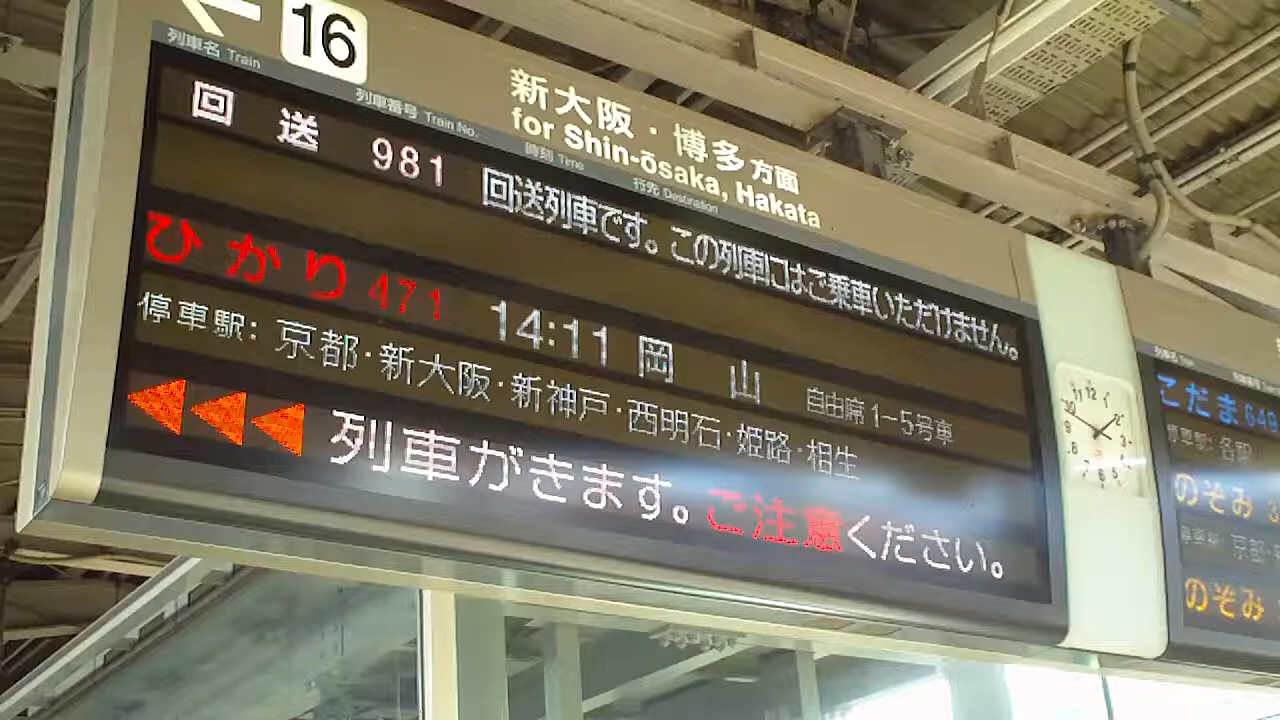 16
新大阪・博多方面
for Shin-ōsaka, Hakata
列車名 Train 列車番号 Train No. 時刻 Time 行先 Destination
回送 981 回送列車です。この列車にはご乗車いただけません。
ひかり 471 14:11 岡山 自由席 1-5号車
停車駅: 京都・新大阪・新神戸・西明石・姫路・相生
列車がきます。ご注意ください。
列車名
こだま 649
停車駅: 各駅
のぞみ 3
停車駅: 京都
のぞみ